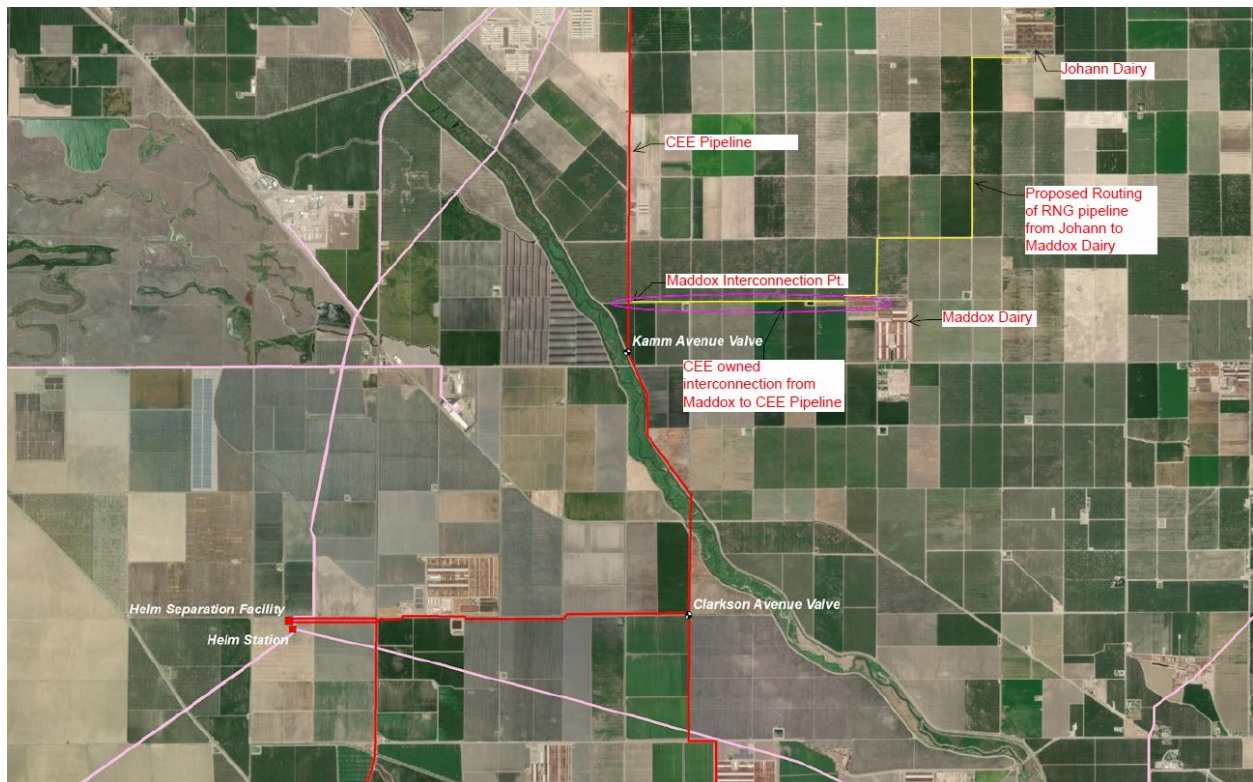 Johann Dairy
CEE Pipeline
Proposed Routing
of RNG pipeline
from Johann to
Maddox Dairy
Maddox Interconnection Pt.
Maddox Dairy
Kamm Avenue Valve
CEE owned
interconnection from
Maddox to CEE Pipeline
Helm Separation Facility
Clarkson Avenue Valve
Helm Station